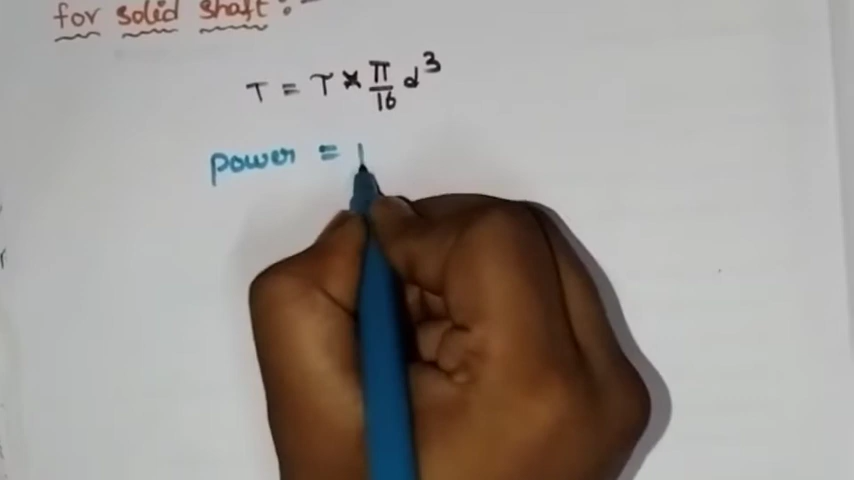 for solid shaft :-
T = τ × π/16 d³
power =